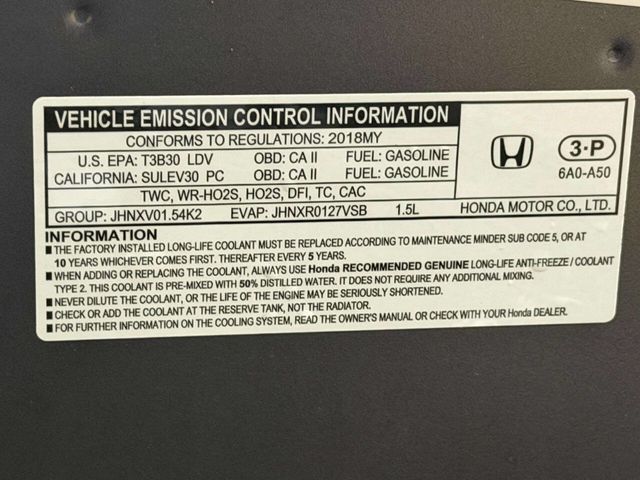 VEHICLE EMISSION CONTROL INFORMATION
CONFORMS TO REGULATIONS: 2018MY
U.S. EPA: T3B30 LDV OBD: CA II FUEL: GASOLINE
CALIFORNIA: SULEV30 PC OBD: CA II FUEL: GASOLINE
TWC, WR-HO2S, HO2S, DFI, TC, CAC
GROUP: JHNXV01.54K2 EVAP: JHNXR0127VSB 1.5L
3-P
6A0-A50
HONDA MOTOR CO., LTD.
INFORMATION
■ THE FACTORY INSTALLED LONG-LIFE COOLANT MUST BE REPLACED ACCORDING TO MAINTENANCE MINDER SUB CODE 5, OR AT
10 YEARS WHICHEVER COMES FIRST. THEREAFTER EVERY 5 YEARS.
■ WHEN ADDING OR REPLACING THE COOLANT, ALWAYS USE Honda RECOMMENDED GENUINE LONG-LIFE ANTI-FREEZE / COOLANT
TYPE 2. THIS COOLANT IS PRE-MIXED WITH 50% DISTILLED WATER. IT DOES NOT REQUIRE ANY ADDITIONAL MIXING.
■ NEVER DILUTE THE COOLANT, OR THE LIFE OF THE ENGINE MAY BE SERIOUSLY SHORTENED.
■ CHECK OR ADD THE COOLANT AT THE RESERVE TANK, NOT THE RADIATOR.
■ FOR FURTHER INFORMATION ON THE COOLING SYSTEM, READ THE OWNER'S MANUAL OR CHECK WITH YOUR Honda DEALER.